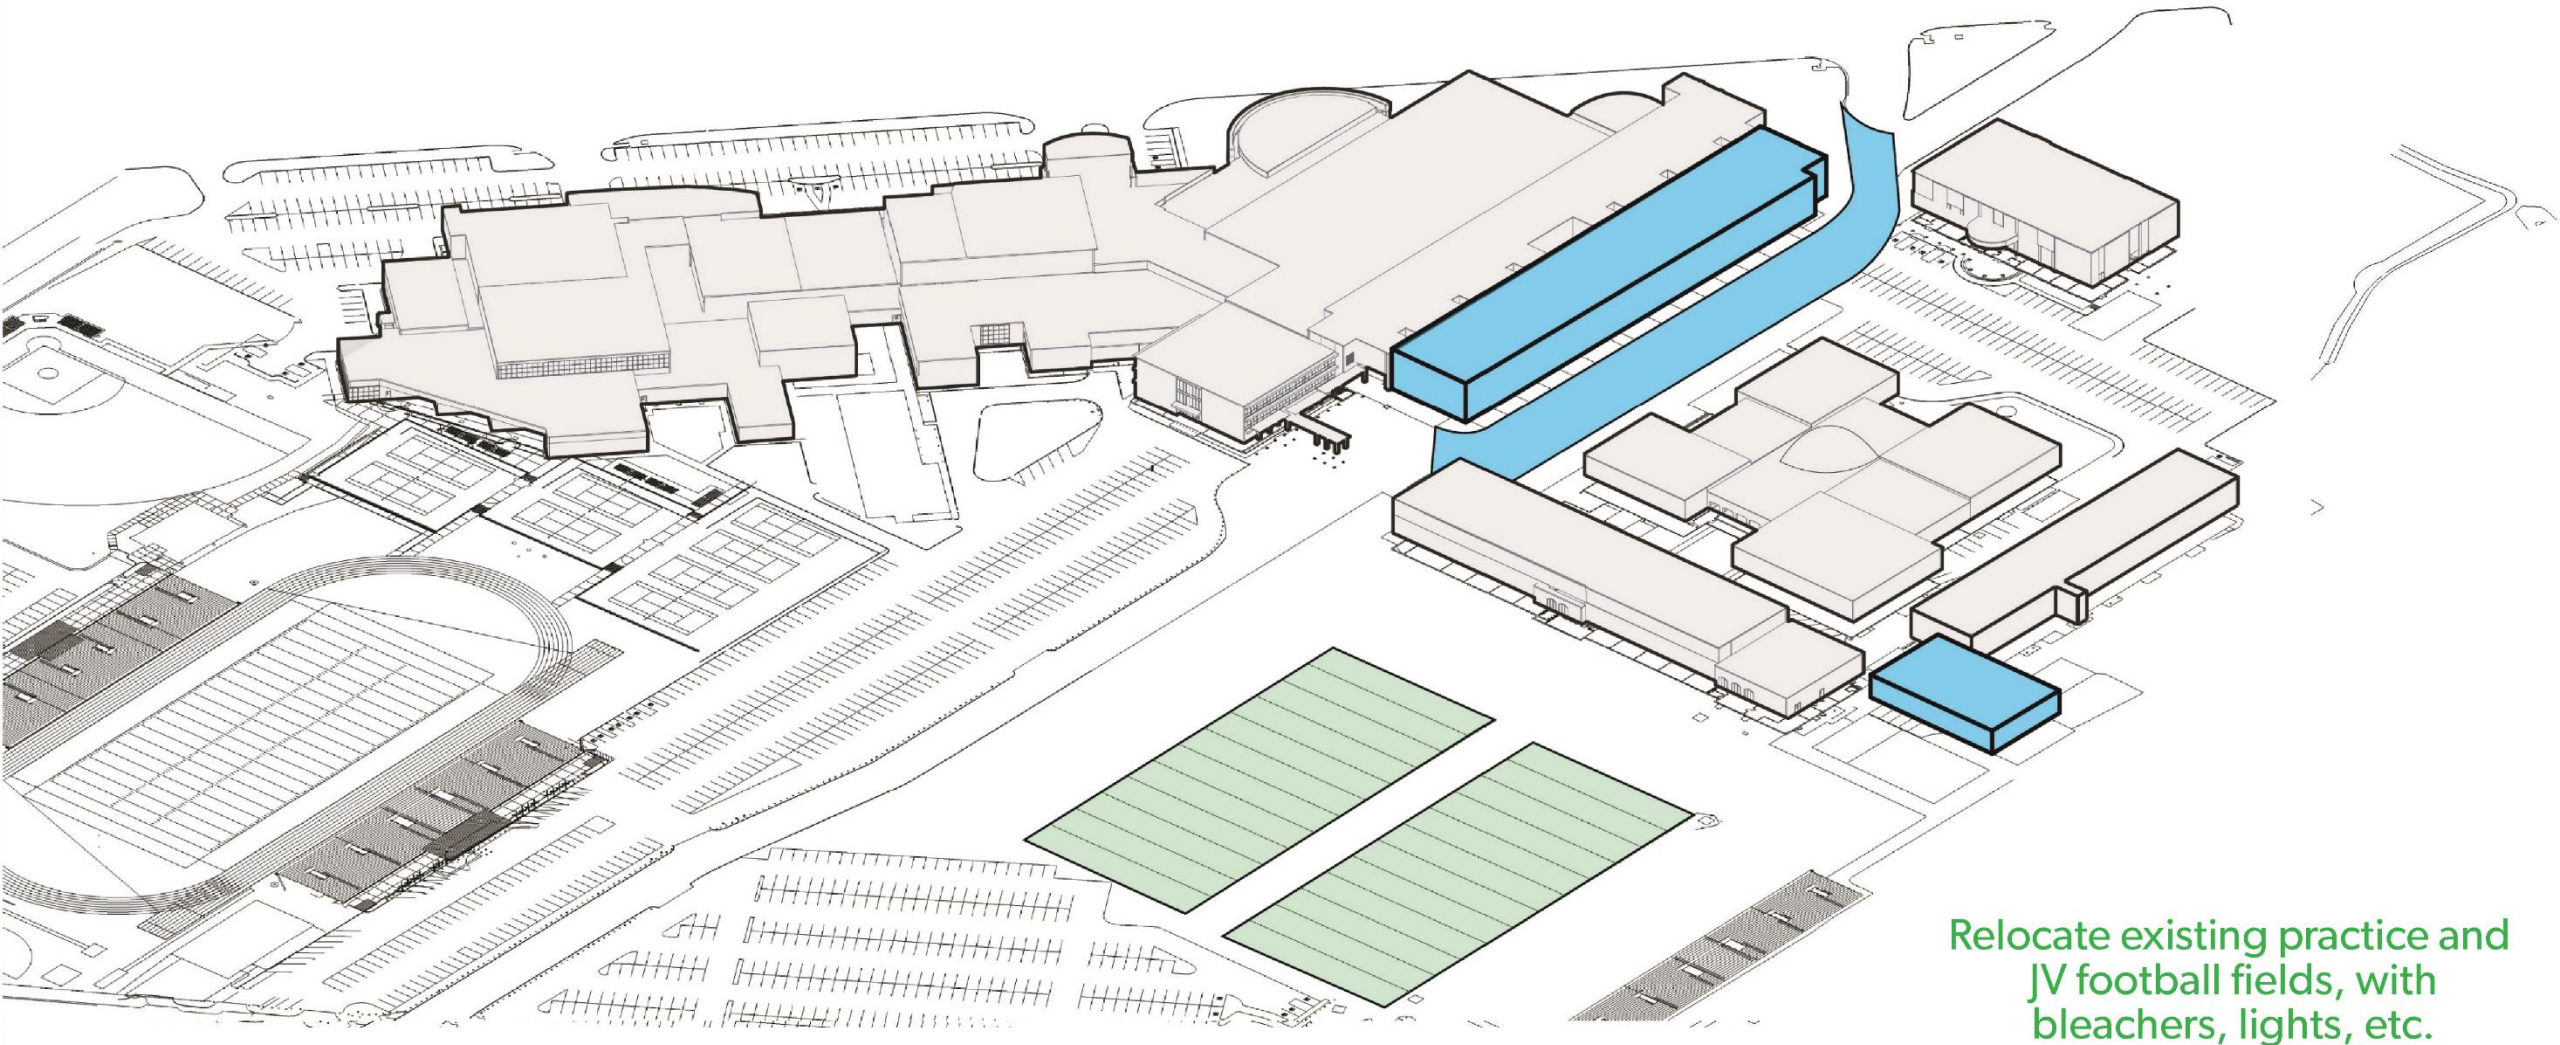 Relocate existing practice and
JV football fields, with
bleachers, lights, etc.